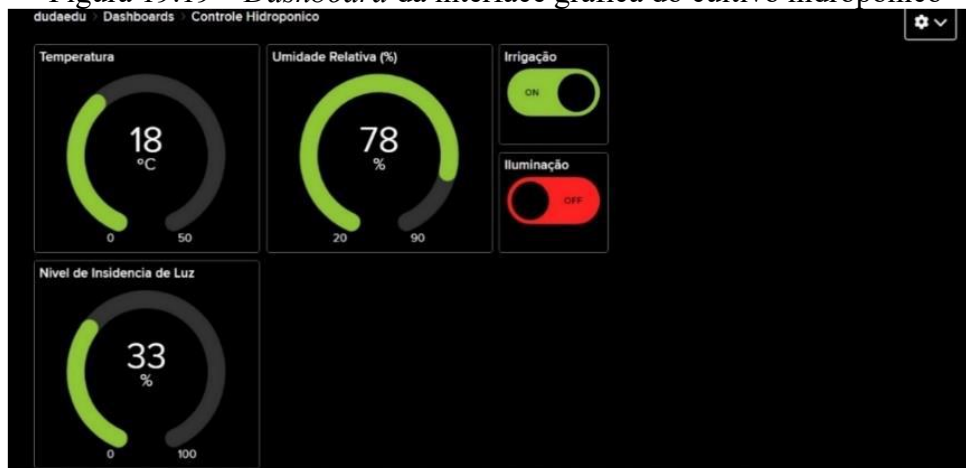 Figura 19.19 – Dashboard da interface gráfica do cultivo hidropônico
dudaedu > Dashboards > Controle Hidroponico
Temperatura
18
°C
0 50
Umidade Relativa (%)
78
%
20 90
Irrigação
ON
Iluminação
OFF
Nivel de Insidencia de Luz
33
%
0 100